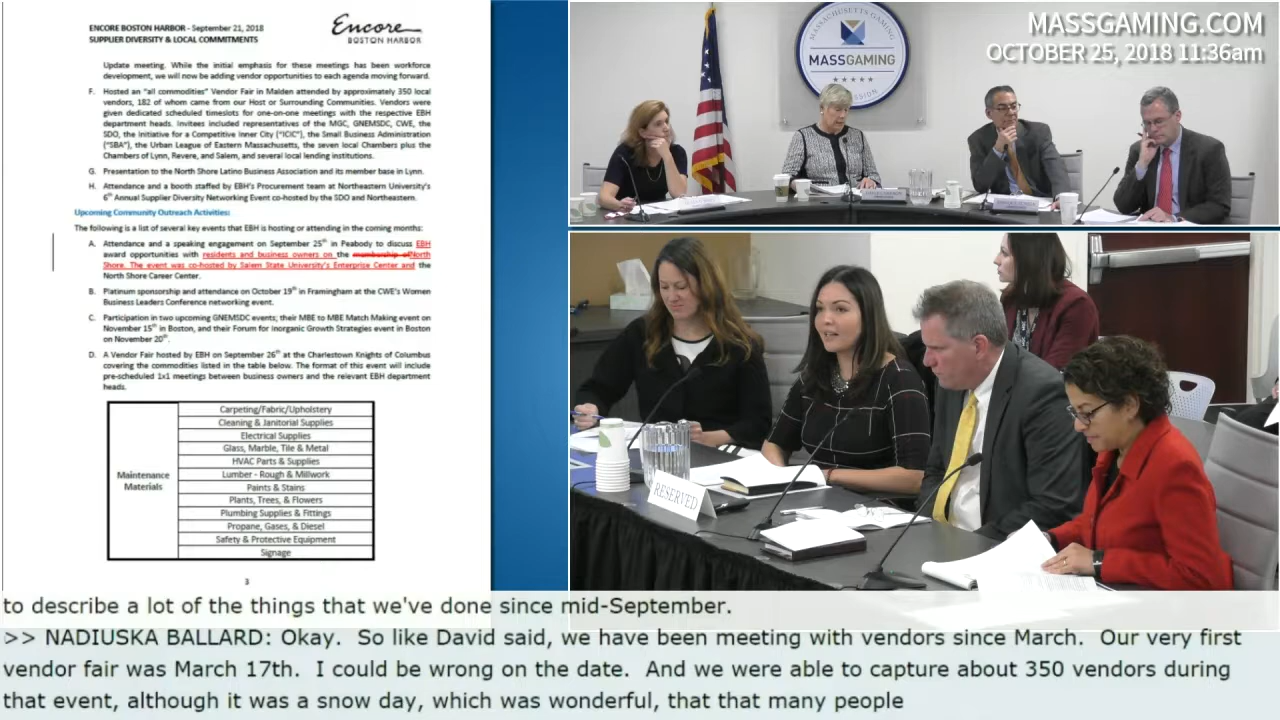 ENCORE BOSTON HARBOR - September 21, 2018
SUPPLIER DIVERSITY & LOCAL COMMITMENTS
Encore
BOSTON HARBOR
Update meeting. While the initial emphasis for these meetings has been workforce
development, we will now be adding vendor opportunities to each agenda moving forward.
F. Hosted an "all commodities" Vendor Fair in Malden attended by approximately 350 local
vendors, 182 of whom came from our Host or Surrounding Communities. Vendors were
given dedicated scheduled timeslots for one-on-one meetings with the respective EBH
department heads. Invitees included representatives of the MGC, GNEMSDC, CWE, the
SDO, the Initiative for a Competitive Inner City ("ICIC"), the Small Business Administration
("SBA"), the Urban League of Eastern Massachusetts, the seven local Chambers plus the
Chambers of Lynn, Revere, and Salem, and several local lending institutions.
G. Presentation to the North Shore Latino Business Association and its member base in Lynn.
H. Attendance and a booth staffed by EBH's Procurement team at Northeastern University's
6th Annual Supplier Diversity Networking Event co-hosted by the SDO and Northeastern.
Upcoming Community Outreach Activities:
The following is a list of several key events that EBH is hosting or attending in the coming months:
A. Attendance and a speaking engagement on September 25th in Peabody to discuss EBH
award opportunities with residents and business owners on the membership ofNorth
Shore. The event was co-hosted by Salem State University's Enterprise Center and the
North Shore Career Center.
B. Platinum sponsorship and attendance on October 19th in Framingham at the CWE's Women
Business Leaders Conference networking event.
C. Participation in two upcoming GNEMSDC events; their MBE to MBE Match Making event on
November 15th in Boston, and their Forum for Inorganic Growth Strategies event in Boston
on November 20th.
D. A Vendor Fair hosted by EBH on September 26th at the Charlestown Knights of Columbus
covering the commodities listed in the table below. The format of this event will include
pre-scheduled 1x1 meetings between business owners and the relevant EBH department
heads.
Maintenance
Materials
Carpeting/Fabric/Upholstery
Cleaning & Janitorial Supplies
Electrical Supplies
Glass, Marble, Tile & Metal
HVAC Parts & Supplies
Lumber - Rough & Millwork
Paints & Stains
Plants, Trees, & Flowers
Plumbing Supplies & Fittings
Propane, Gases, & Diesel
Safety & Protective Equipment
Signage
3
MASSGAMING.COM
OCTOBER 25, 2018 11:36am
MASSACHUSETTS GAMING
MASSGAMING
RESERVED
to describe a lot of the things that we've done since mid-September.
>> NADIUSKA BALLARD: Okay. So like David said, we have been meeting with vendors since March. Our very first
vendor fair was March 17th. I could be wrong on the date. And we were able to capture about 350 vendors during
that event, although it was a snow day, which was wonderful, that that many people